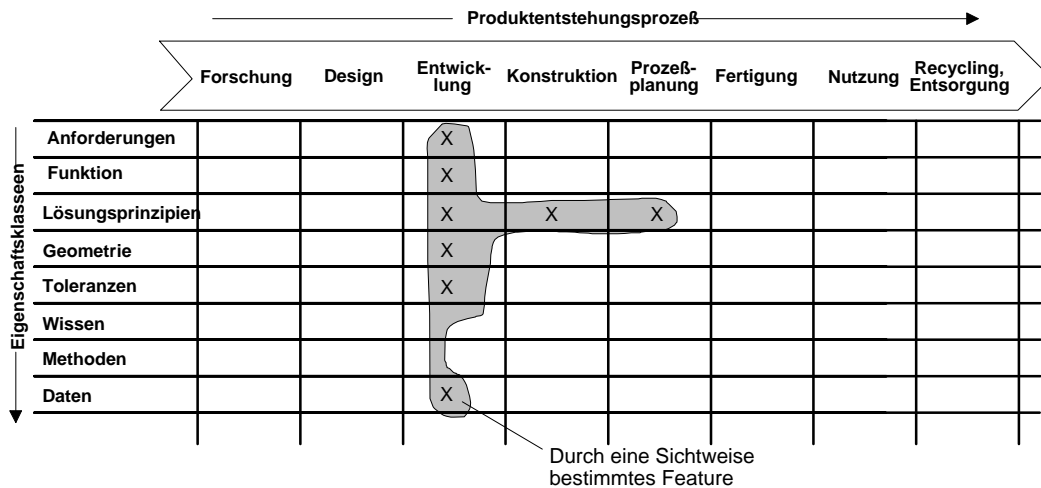 Produktentstehungsprozeß
Forschung
Design
Entwick-
lung
Konstruktion
Prozeß-
planung
Fertigung
Nutzung
Recycling,
Entsorgung
Eigenschaftsklasseen
Anforderungen
X
Funktion
X
Lösungsprinzipien
X X X
Geometrie
X
Toleranzen
X
Wissen
Methoden
Daten
X
Durch eine Sichtweise
bestimmtes Feature